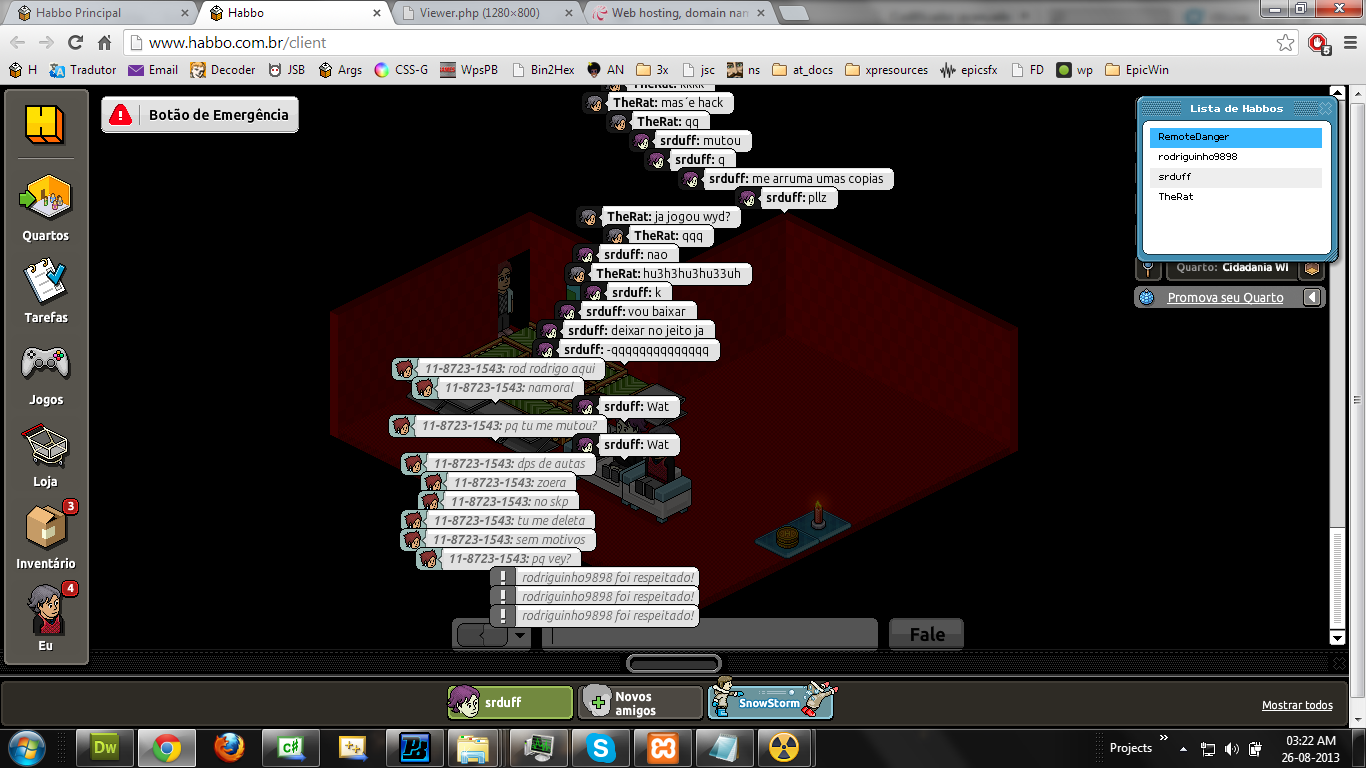 Habbo Principal
Habbo
Viewer.php (1280×800)
Web hosting, domain nam
www.habbo.com.br/client
5
H
Tradutor
Email
Decoder
JSB
Args
CSS-G
WpsPB
Bin2Hex
AN
3x
jsc
ns
at_docs
xpresources
epicsfx
FD
wp
EpicWin
Botão de Emergência
Quartos
Tarefas
Jogos
Loja
3
Inventário
4
Eu
TheRat: kkkk
TheRat: mas´e hack
TheRat: qq
srduff: mutou
srduff: q
srduff: me arruma umas copias
srduff: pllz
TheRat: ja jogou wyd?
TheRat: qqq
srduff: nao
TheRat: hu3h3hu3hu33uh
srduff: k
srduff: vou baixar
srduff: deixar no jeito ja
srduff: -qqqqqqqqqqqqqq
11-8723-1543: rod rodrigo aqui
11-8723-1543: namoral
srduff: Wat
11-8723-1543: pq tu me mutou?
srduff: Wat
11-8723-1543: dps de autas
11-8723-1543: zoera
11-8723-1543: no skp
11-8723-1543: tu me deleta
11-8723-1543: sem motivos
11-8723-1543: pq vey?
rodriguinho9898 foi respeitado!
rodriguinho9898 foi respeitado!
rodriguinho9898 foi respeitado!
Fale
Lista de Habbos
RemoteDanger
rodriguinho9898
srduff
TheRat
Quarto: Cidadania WI
Promova seu Quarto
srduff
Novos
amigos
SnowStorm
Mostrar todos
Dw
Projects
03:22 AM
26-08-2013